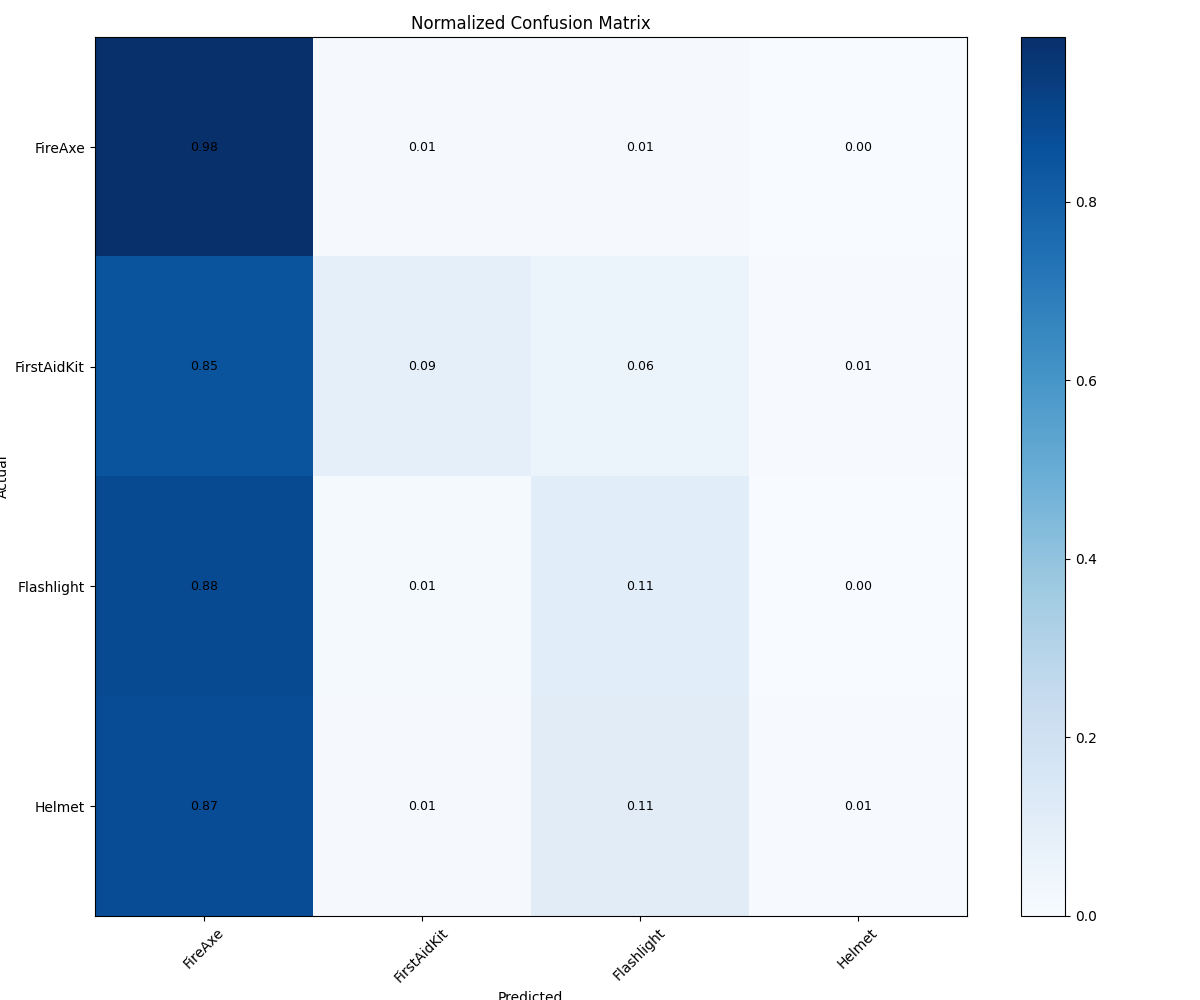 Normalized Confusion Matrix
FireAxe 0.98 0.01 0.01 0.00
0.8
FirstAidKit 0.85 0.09 0.06 0.01
0.6
Actual
Flashlight 0.88 0.01 0.11 0.00
0.4
0.2
Helmet 0.87 0.01 0.11 0.01
0.0
FireAxe FirstAidKit Flashlight Helmet
Predicted